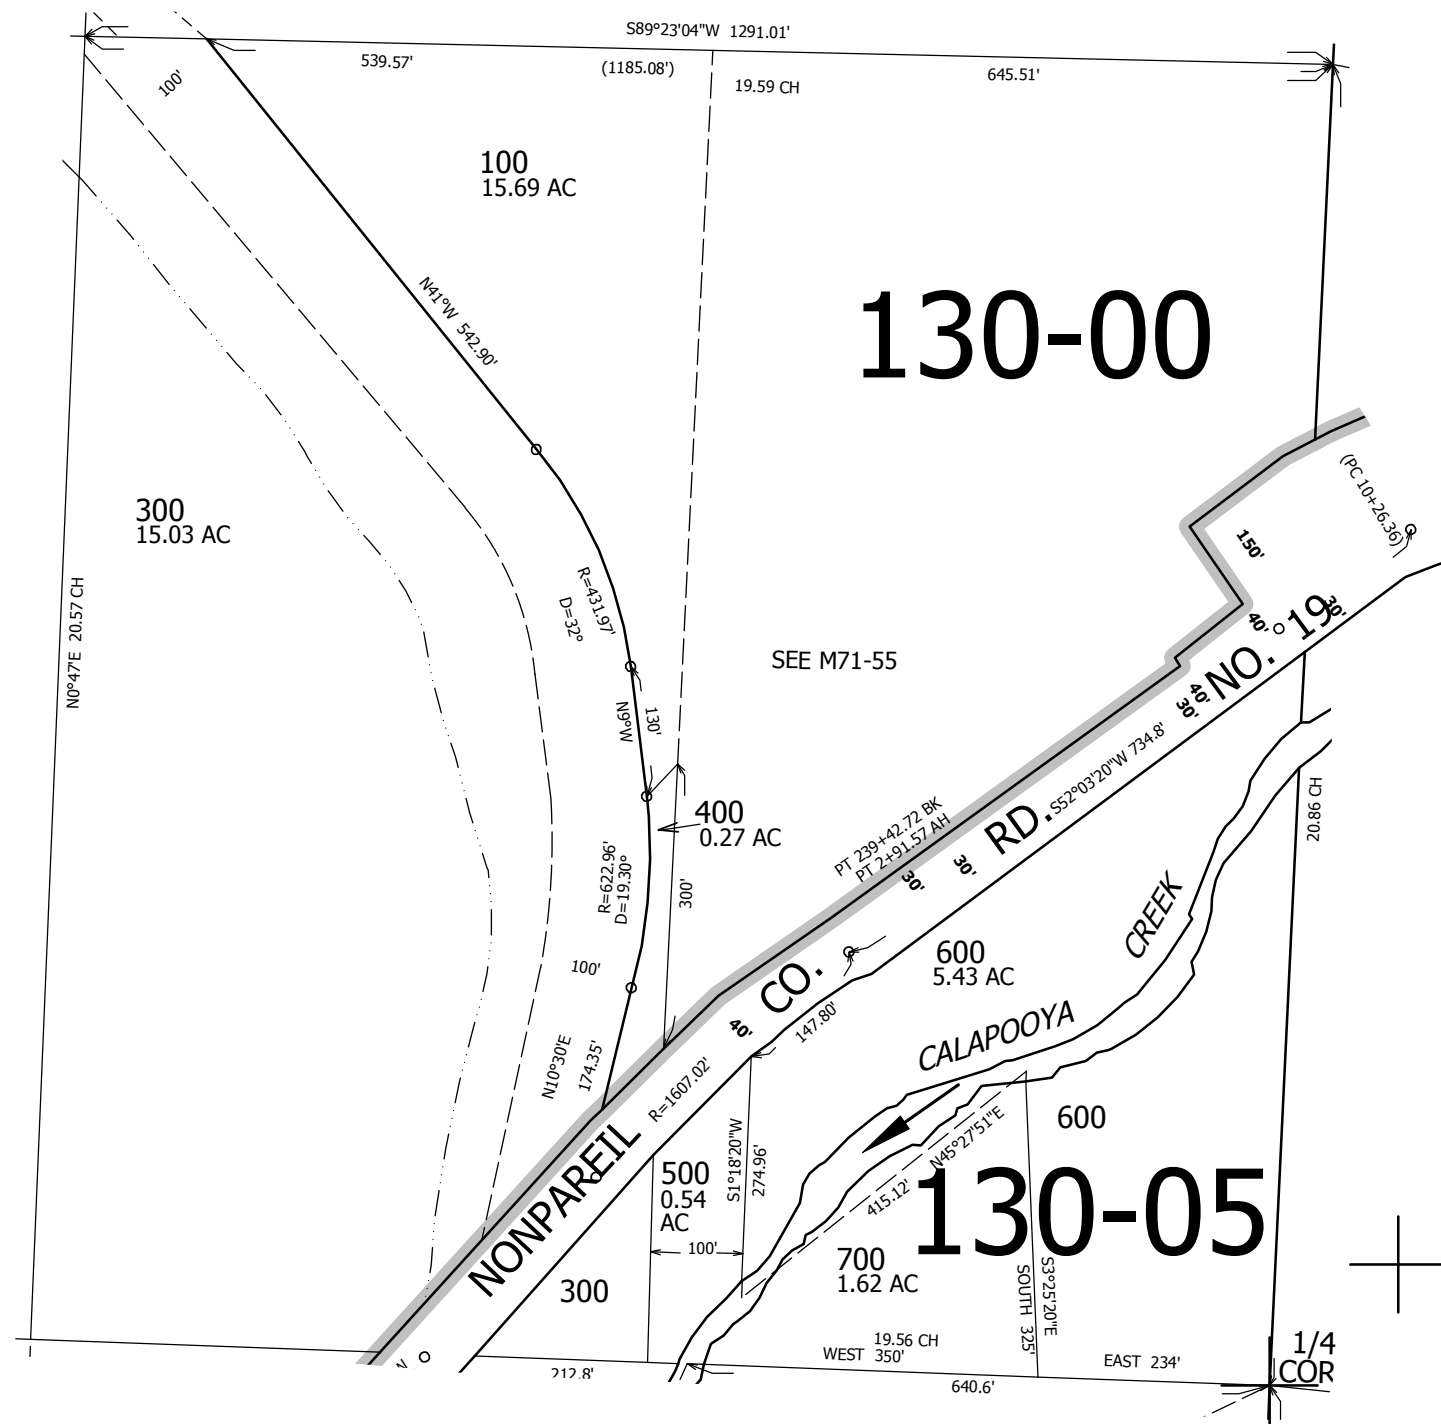 S89°23'04"W 1291.01'
539.57'
(1185.08')
645.51'
19.59 CH
100'
100
15.69 AC
130-00
N41°W 542.90'
(PC 10+26.36)
300
15.03 AC
150'
N0°47'E 20.57 CH
R=431.97'
D=32°
40'
NO. 19
30'
SEE M71-55
40'
30'
N9°W
130'
S52°03'20"W 734.8'
20.86 CH
400
0.27 AC
PT 239+42.72 BK
PT 2+91.57 AH
RD.
30'
30'
R=622.96'
D=19.30°
300'
CREEK
600
5.43 AC
100'
CO.
40'
147.80'
CALAPOOYA
N10°30'E
174.35'
R=1607.02'
600
N45°27'51"E
415.12'
NONPAREIL
500
0.54
AC
S1°18'20"W
274.96'
130-05
100'
700
1.62 AC
300
S3°25'20"E
SOUTH 325'
19.56 CH
WEST 350'
1/4
COR
EAST 234'
N
212.8'
640.6'